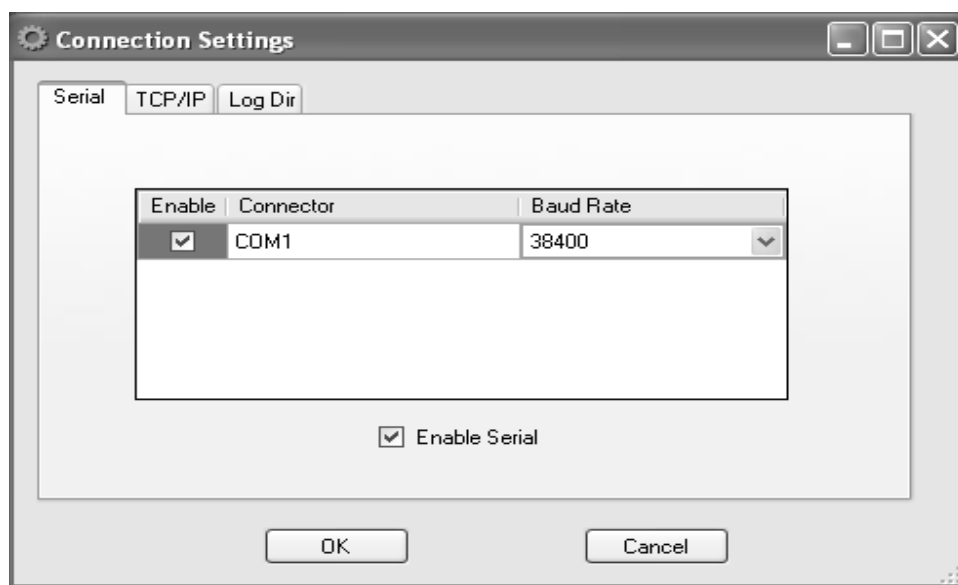 Connection Settings
Serial TCP/IP Log Dir
Enable Connector Baud Rate
COM1 38400
Enable Serial
OK Cancel